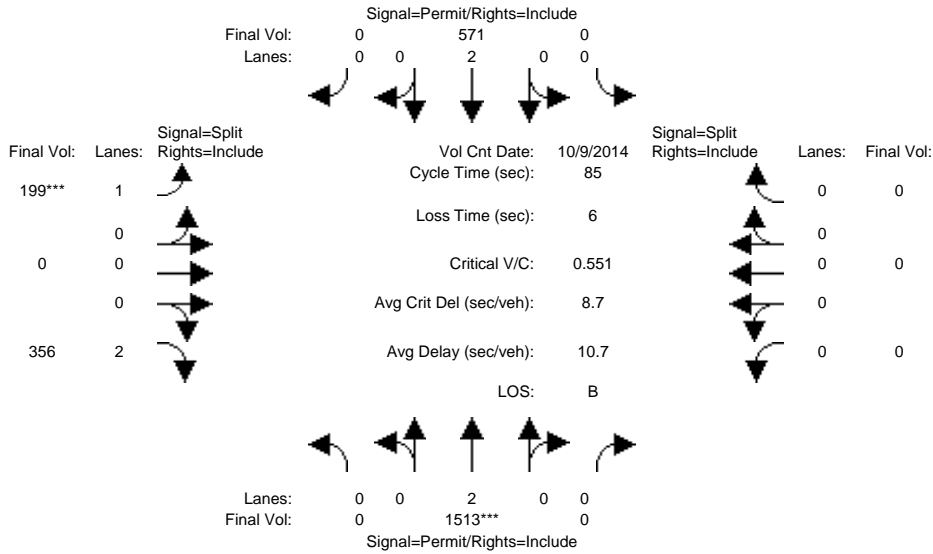 Signal=Permit/Rights=Include
Final Vol: 0 571 0
Lanes: 0 0 2 0 0
Signal=Split Signal=Split
Final Vol: Lanes: Rights=Include Vol Cnt Date: 10/9/2014 Rights=Include Lanes: Final Vol:
Cycle Time (sec): 85
199*** 1 0 0
Loss Time (sec): 6
0 0
0 0 Critical V/C: 0.551 0 0
0 Avg Crit Del (sec/veh): 8.7 0
356 2 Avg Delay (sec/veh): 10.7 0 0
LOS: B
Lanes: 0 0 2 0 0
Final Vol: 0 1513*** 0
Signal=Permit/Rights=Include